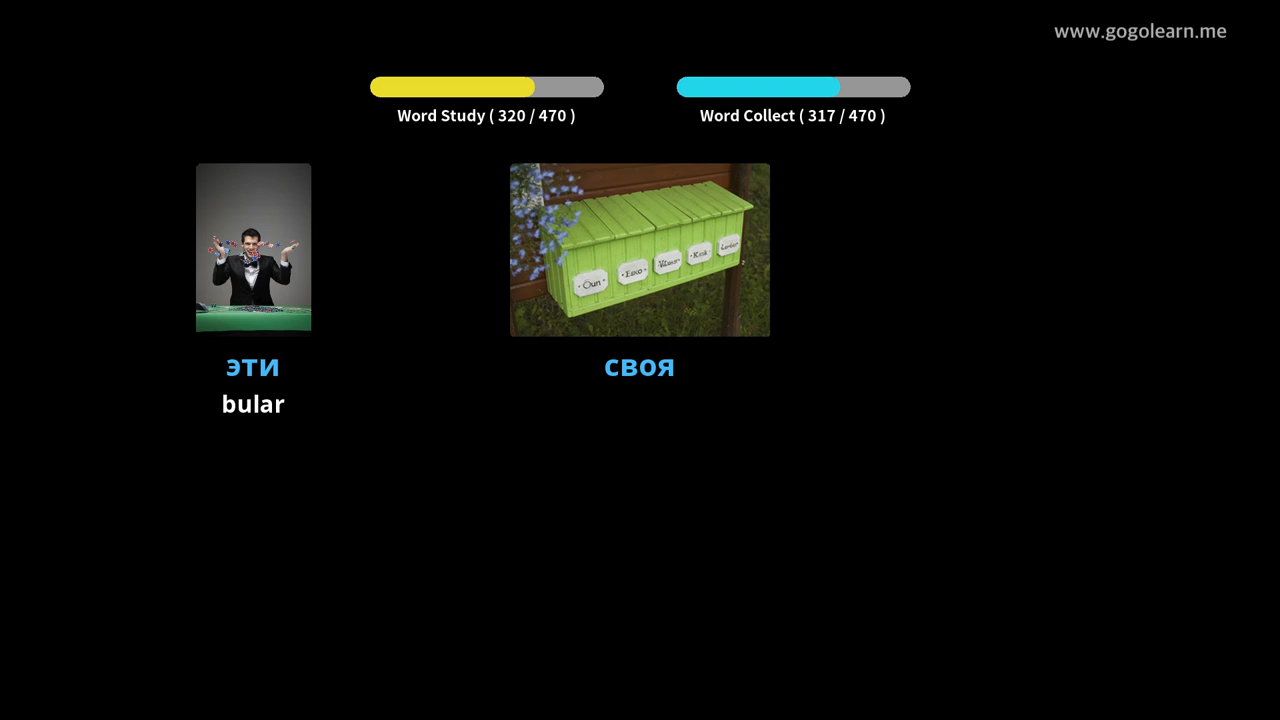 www.gogolearn.me
Word Study ( 320 / 470 )
Word Collect ( 317 / 470 )
эти
своя
bular